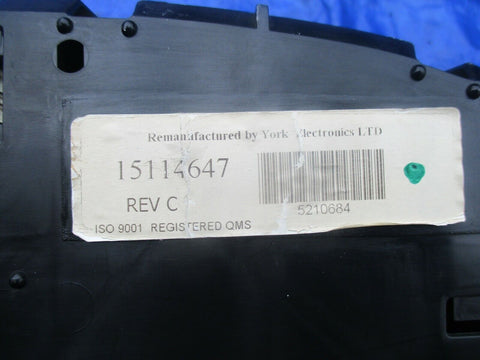 Remanufactured by York Electronics LTD
15114647
REV C
5210684
ISO 9001 REGISTERED QMS